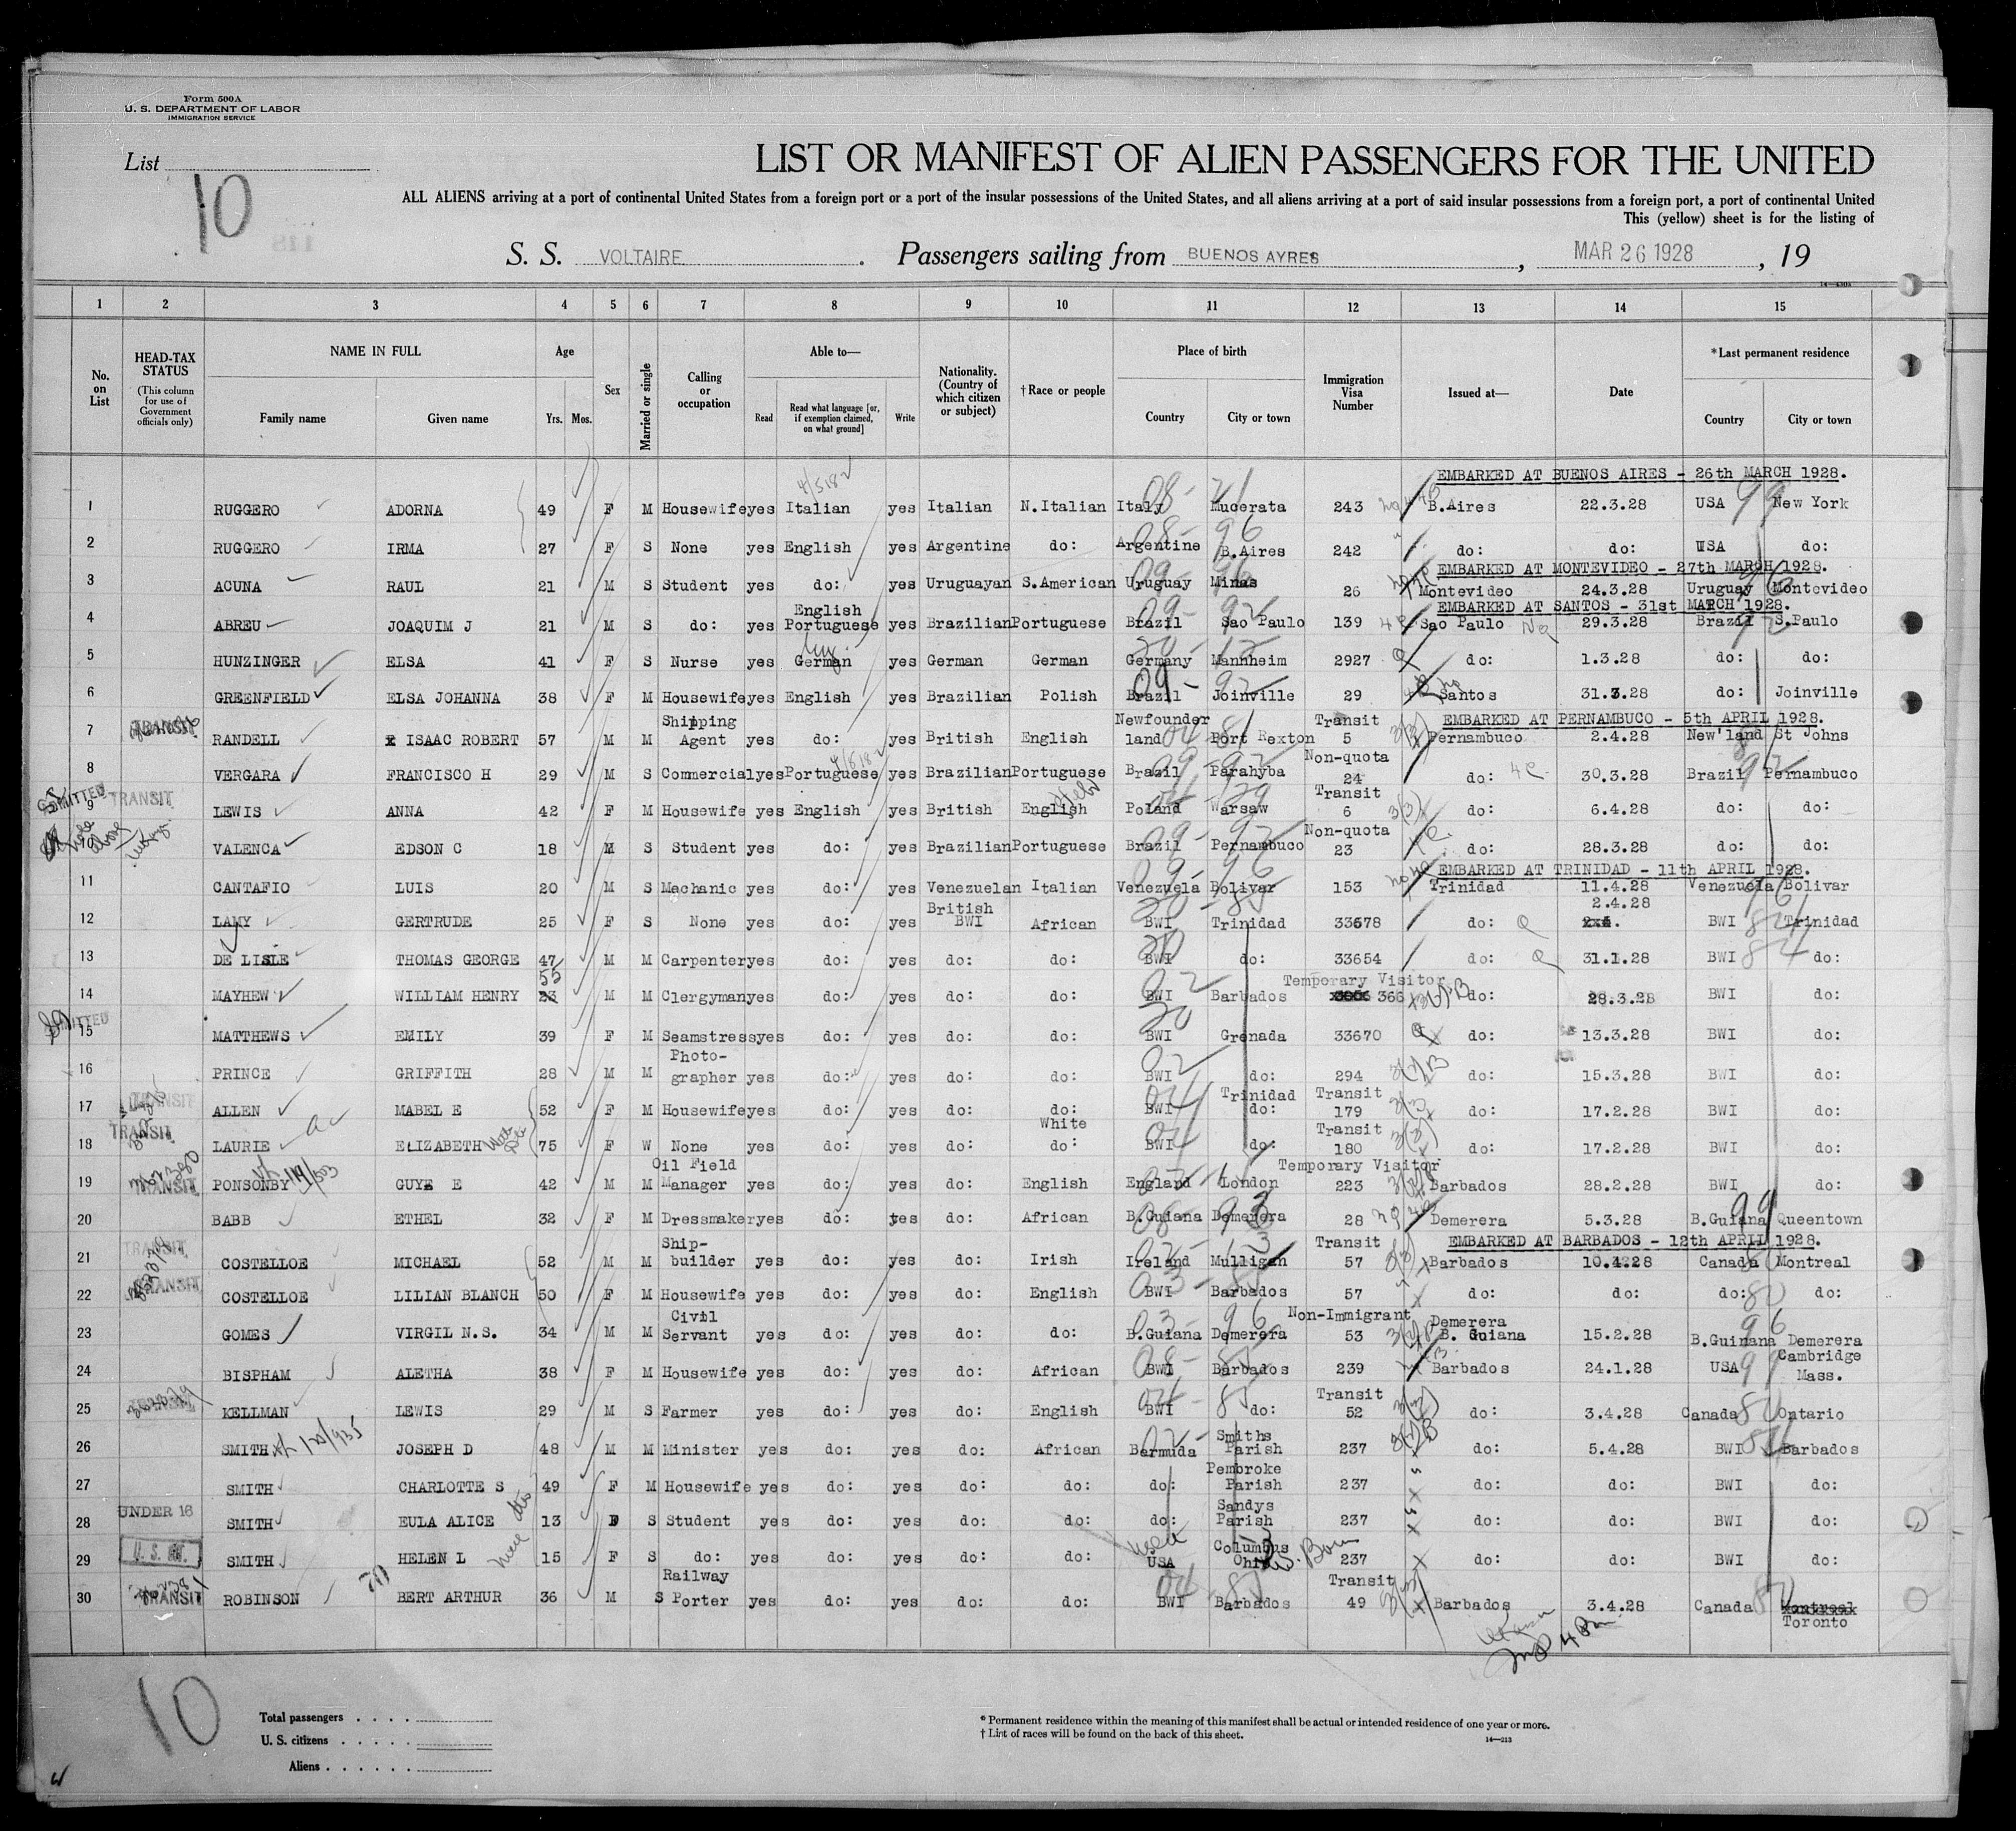 Form 500A
U. S. DEPARTMENT OF LABOR
IMMIGRATION SERVICE
List
10
LIST OR MANIFEST OF ALIEN PASSENGERS FOR THE UNITED
ALL ALIENS arriving at a port of continental United States from a foreign port or a port of the insular possessions of the United States, and all aliens arriving at a port of said insular possessions from a foreign port, a port of continental United
This (yellow) sheet is for the listing of
S. S. VOLTAIRE. Passengers sailing from BUENOS AYRES, MAR 26 1928, 19
1 2 3 4 5 6 7 8 9 10 11 12 13 14 15
No. on List
HEAD-TAX STATUS (This column for use of Government officials only)
NAME IN FULL Family name Given name
Age Yrs. Mos.
Sex
Married or single
Calling or occupation
Able to— Read Read what language [or, if exemption claimed, on what ground] Write
Nationality. (Country of which citizen or subject)
† Race or people
Place of birth Country City or town
Immigration Visa Number
Issued at—
Date
*Last permanent residence Country City or town
EMBARKED AT BUENOS AIRES - 26th MARCH 1928.
1 RUGGERO ADORNA 49 F M Housewife yes Italian yes Italian N.Italian Italy Mucerata 243 B.Aires 22.3.28 USA New York
2 RUGGERO IRMA 27 F S None yes English yes Argentine do: Argentine B.Aires 242 do: do: USA do:
EMBARKED AT MONTEVIDEO - 27th MARCH 1928.
3 ACUNA RAUL 21 M S Student yes do: yes Uruguayan S.American Uruguay Minas 26 Montevideo 24.3.28 Uruguay Montevideo
EMBARKED AT SANTOS - 31st MARCH 1928.
4 ABREU JOAQUIM J 21 M S do: yes English Portuguese yes Brazilian Portuguese Brazil Sao Paulo 139 Sao Paulo 29.3.28 Brazil S.Paulo
5 HUNZINGER ELSA 41 F S Nurse yes German yes German German Germany Mannheim 2927 do: 1.3.28 do: do:
6 GREENFIELD ELSA JOHANNA 38 F M Housewife yes English yes Brazilian Polish Brazil Joinville 29 Santos 31.3.28 do: Joinville
EMBARKED AT PERNAMBUCO - 5th APRIL 1928.
7 TRANSIT RANDELL ISAAC ROBERT 57 M M Shipping Agent yes do: yes British English Newfounder land Port Rexton Transit 5 Pernambuco 2.4.28 New'land St Johns
8 VERGARA FRANCISCO H 29 M S Commercial yes Portuguese yes Brazilian Portuguese Brazil Parahyba Non-quota 24 do: 30.3.28 Brazil Pernambuco
9 ADMITTED TRANSIT LEWIS ANNA 42 F M Housewife yes English yes British English Poland Warsaw Transit 6 do: 6.4.28 do: do:
10 VALENCA EDSON C 18 M S Student yes do: yes Brazilian Portuguese Brazil Pernambuco Non-quota 23 do: 28.3.28 do: do:
EMBARKED AT TRINIDAD - 11th APRIL 1928.
11 CANTAFIO LUIS 20 M S Machanic yes do: yes Venezuelan Italian Venezuela Bolivar 153 Trinidad 11.4.28 Venezuela Bolivar
12 LAMY GERTRUDE 25 F S None yes do: yes British BWI African BWI Trinidad 33678 do: 2.4.28 BWI Trinidad
13 DE LISLE THOMAS GEORGE 47 M M Carpenter yes do: yes do: do: BWI do: 33654 do: 31.1.28 BWI do:
14 MAYHEW WILLIAM HENRY 55 M M Clergyman yes do: yes do: do: BWI Barbados Temporary Visitor 366 do: 28.3.28 BWI do:
15 ADMITTED MATTHEWS EMILY 39 F M Seamstress yes do: yes do: do: BWI Grenada 33670 do: 13.3.28 BWI do:
16 PRINCE GRIFFITH 28 M M Photo- grapher yes do: yes do: do: BWI do: 294 do: 15.3.28 BWI do:
17 TRANSIT ALLEN MABEL E 52 F M Housewife yes do: yes do: do: BWI Trinidad do: Transit 179 do: 17.2.28 BWI do:
18 TRANSIT LAURIE ELIZABETH 75 F W None yes do: yes do: White do: BWI do: Transit 180 do: 17.2.28 BWI do:
19 TRANSIT PONSONBY GUY E 42 M M Oil Field Manager yes do: yes do: English England London Temporary Visitor 223 Barbados 28.2.28 BWI do:
20 BABB ETHEL 32 F M Dressmaker yes do: yes do: African B.Guiana Demerera 28 Demerera 5.3.28 B.Guiana Queentown
EMBARKED AT BARBADOS - 12th APRIL 1928.
21 TRANSIT COSTELLOE MICHAEL 52 M M Ship- builder yes do: yes do: Irish Ireland Mulligan Transit 57 Barbados 10.4.28 Canada Montreal
22 TRANSIT COSTELLOE LILIAN BLANCH 50 F M Housewife yes do: yes do: English BWI Barbados 57 do: do: do: do:
23 GOMES VIRGIL N.S. 34 M M Civil Servant yes do: yes do: do: B.Guiana Demerera Non-Immigrant 53 Demerera B. Guiana 15.2.28 B.Guinana Demerera
24 BISPHAM ALETHA 38 F M Housewife yes do: yes do: African BWI Barbados 239 Barbados 24.1.28 USA Cambridge Mass.
25 KELLMAN LEWIS 29 M S Farmer yes do: yes do: English BWI do: Transit 52 do: 3.4.28 Canada Ontario
26 SMITH JOSEPH D 48 M M Minister yes do: yes do: African Bermuda Smiths Parish 237 do: 5.4.28 BWI Barbados
27 SMITH CHARLOTTE S 49 F M Housewife yes do: yes do: do: do: Pembroke Parish 237 do: do: BWI do:
28 UNDER 16 SMITH EULA ALICE 13 F S Student yes do: yes do: do: do: Sandys Parish 237 do: do: BWI do:
29 SMITH HELEN L 15 F S do: yes do: yes do: do: USA Columbus Ohio 237 do: do: BWI do:
30 TRANSIT ROBINSON BERT ARTHUR 36 M S Railway Porter yes do: yes do: do: BWI Barbados Transit 49 Barbados 3.4.28 Canada Montreal Toronto
10
Total passengers
U. S. citizens
Aliens
* Permanent residence within the meaning of this manifest shall be actual or intended residence of one year or more.
† List of races will be found on the back of this sheet.
14—213